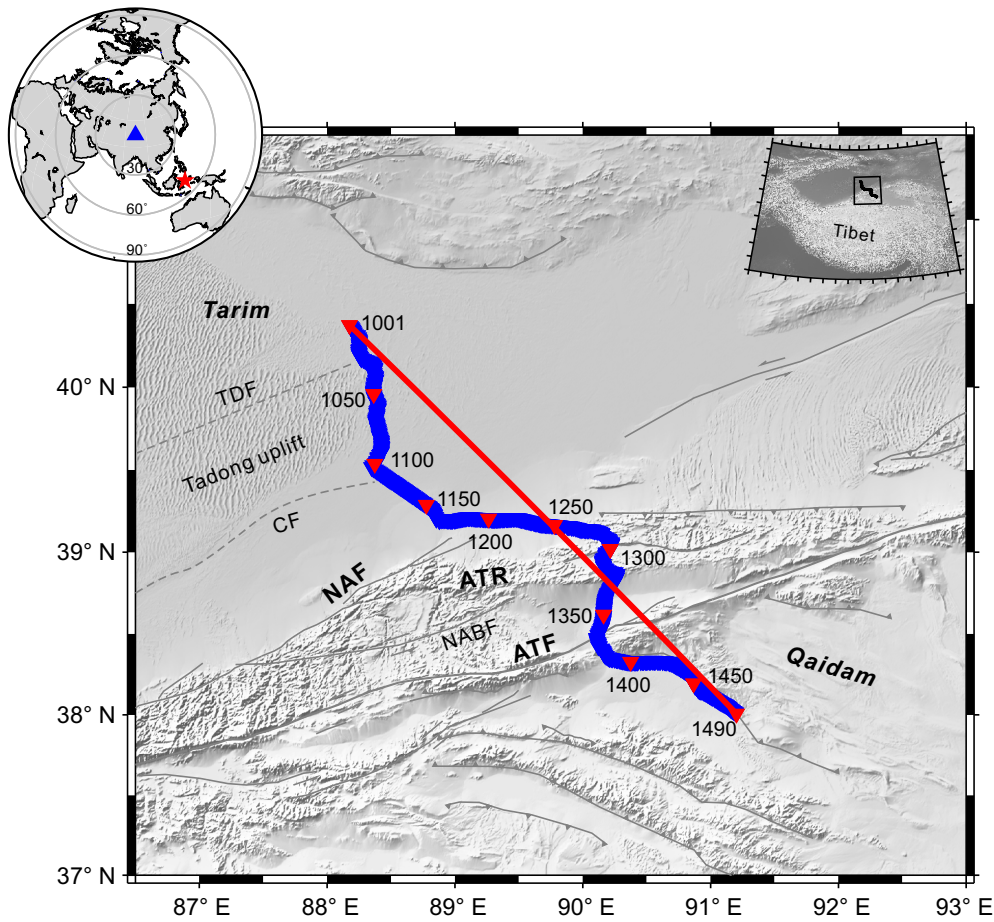 30°
60°
90°
Tibet
Tarim
1001
40° N
TDF
1050
Tadong uplift
1100
1150
1250
CF
1200
39° N
1300
NAF
ATR
1350
NABF
ATF
Qaidam
1400
1450
38° N
1490
37° N
87° E
88° E
89° E
90° E
91° E
92° E
93° E